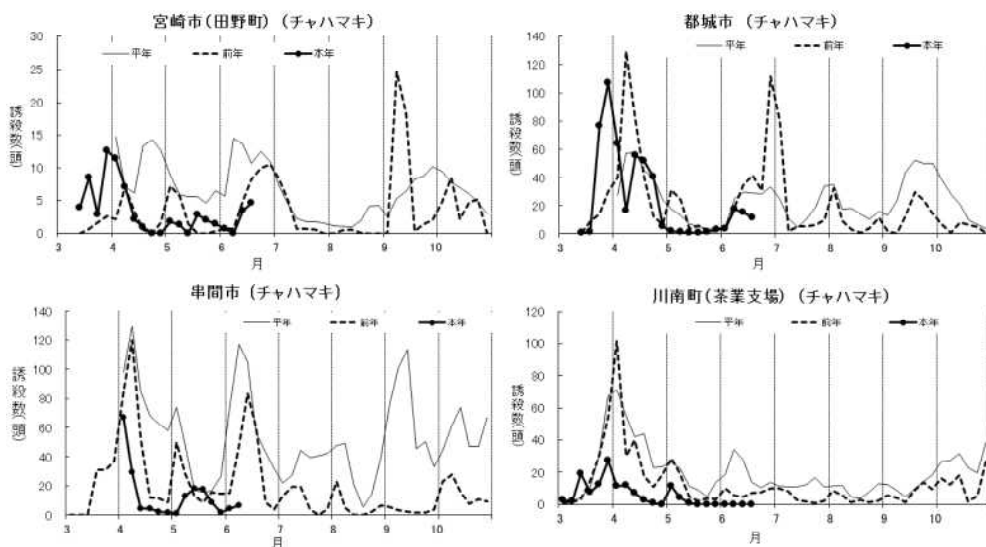 宮崎市(田野町) (チャハマキ)
平年 前年 本年
誘殺数(頭)
30
25
20
15
10
5
0
3 4 5 6 7 8 9 10
月
都城市 (チャハマキ)
平年 前年 本年
誘殺数(頭)
140
120
100
80
60
40
20
0
3 4 5 6 7 8 9 10
月
串間市 (チャハマキ)
平年 前年 本年
誘殺数(頭)
140
120
100
80
60
40
20
0
3 4 5 6 7 8 9 10
月
川南町(茶業支場) (チャハマキ)
平年 前年 本年
誘殺数(頭)
120
100
80
60
40
20
0
3 4 5 6 7 8 9 10
月